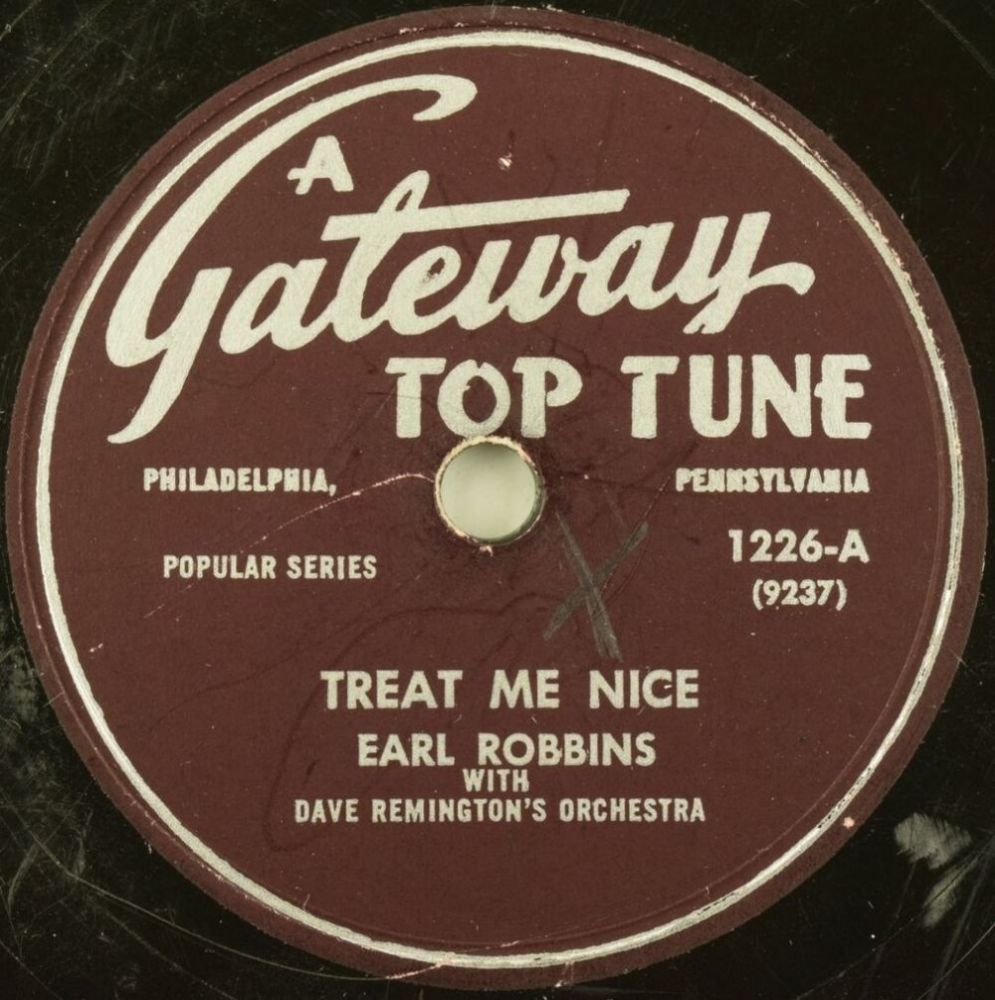 A
Gateway
TOP TUNE
PHILADELPHIA, PENNSYLVANIA
1226-A
POPULAR SERIES
(9237)
TREAT ME NICE
EARL ROBBINS
WITH
DAVE REMINGTON'S ORCHESTRA